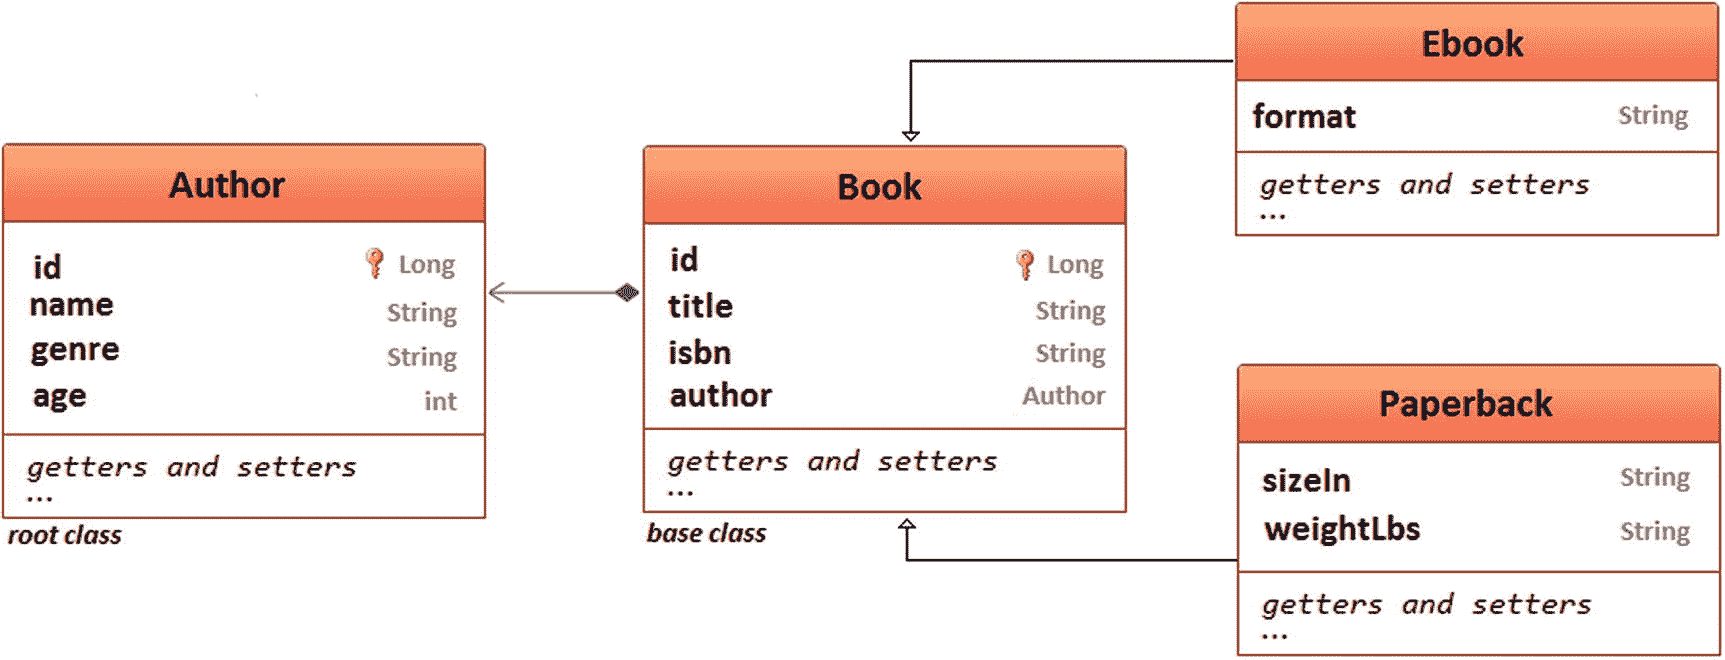 Author
id Long
name String
genre String
age int
getters and setters
...
root class
Book
id Long
title String
isbn String
author Author
getters and setters
...
base class
Ebook
format String
getters and setters
...
Paperback
sizeIn String
weightLbs String
getters and setters
...